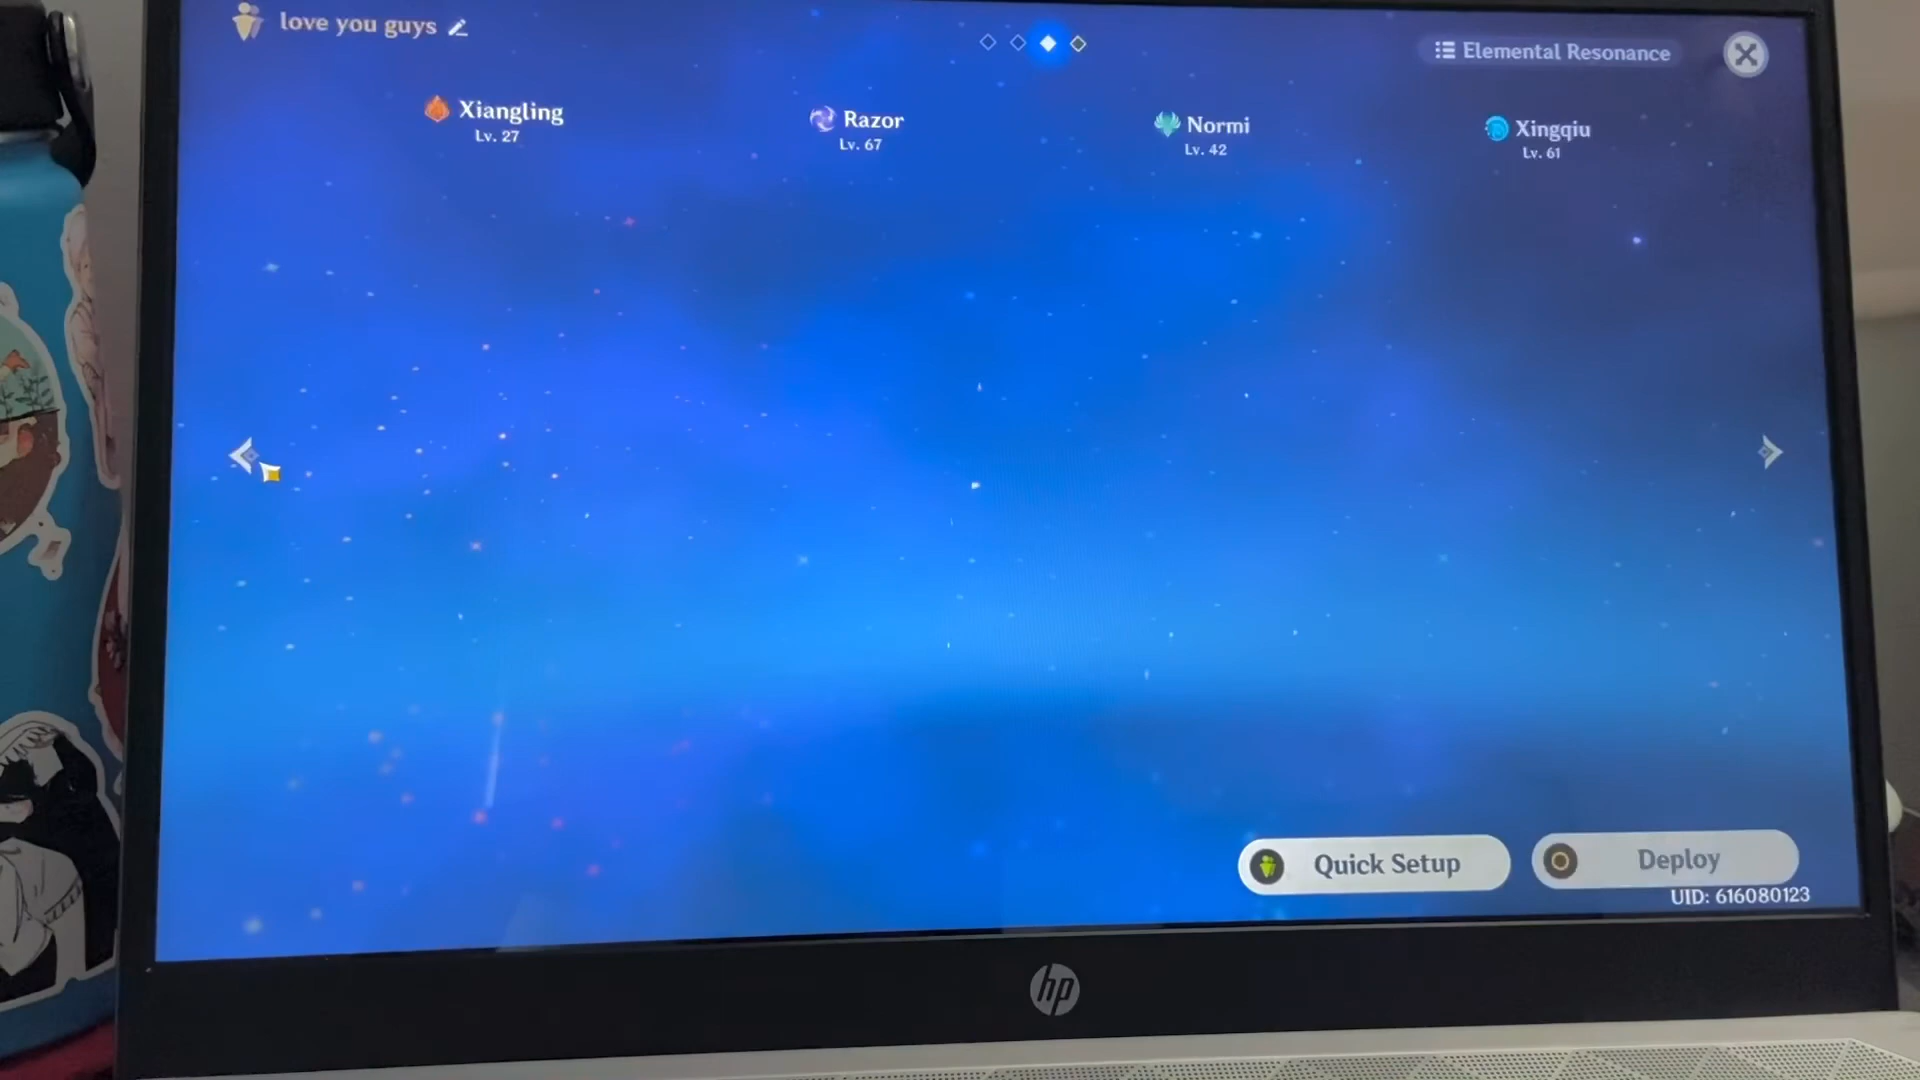 love you guys
Elemental Resonance
Xiangling
Lv. 27
Razor
Lv. 67
Normi
Lv. 42
Xingqiu
Lv. 61
Quick Setup
Deploy
UID: 616080123
hp